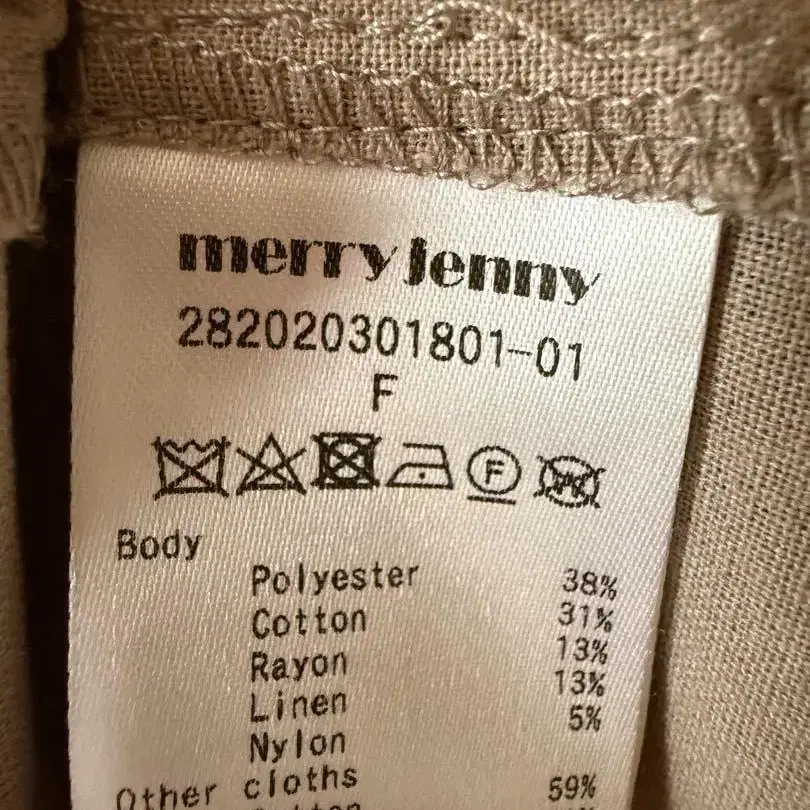 merry jenny
282020301801-01
F
F
W
Body
Polyester 38%
Cotton 31%
Rayon 13%
Linen 13%
Nylon 5%
Other cloths
59%